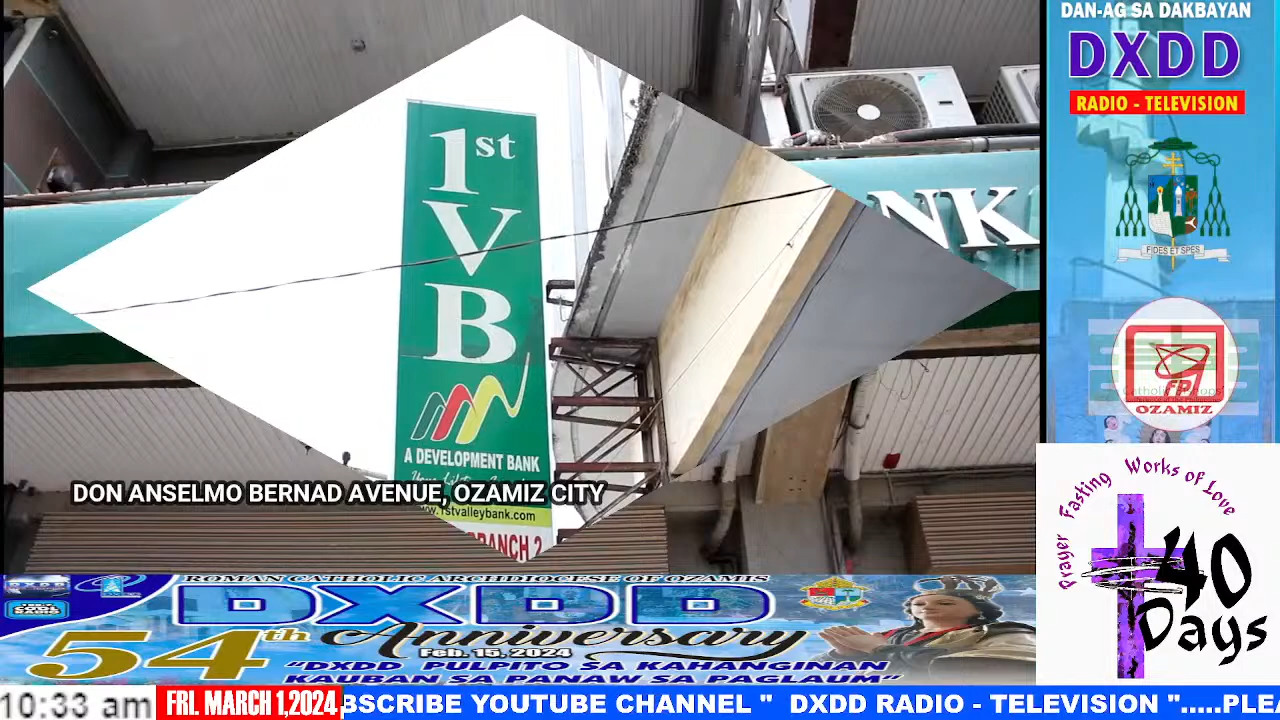 DAN-AG SA DAKBAYAN
DXDD
RADIO - TELEVISION
FIDES ET SPES
FP
OZAMIZ
1st
V
B
A DEVELOPMENT BANK
www.1stvalleybank.com
BRANCH 2
NK
DON ANSELMO BERNAD AVENUE, OZAMIZ CITY
Prayer Fasting Works of Love
40
Days
ROMAN CATHOLIC ARCHDIOCESE OF OZAMIS
DXDD
54th Anniversary
Feb. 15, 2024
"DXDD PULPITO SA KAHANGINAN
KAUBAN SA PANAW SA PAGLAUM"
10:33 am FRI. MARCH 1,2024 BSCRIBE YOUTUBE CHANNEL " DXDD RADIO - TELEVISION ".....PLEA